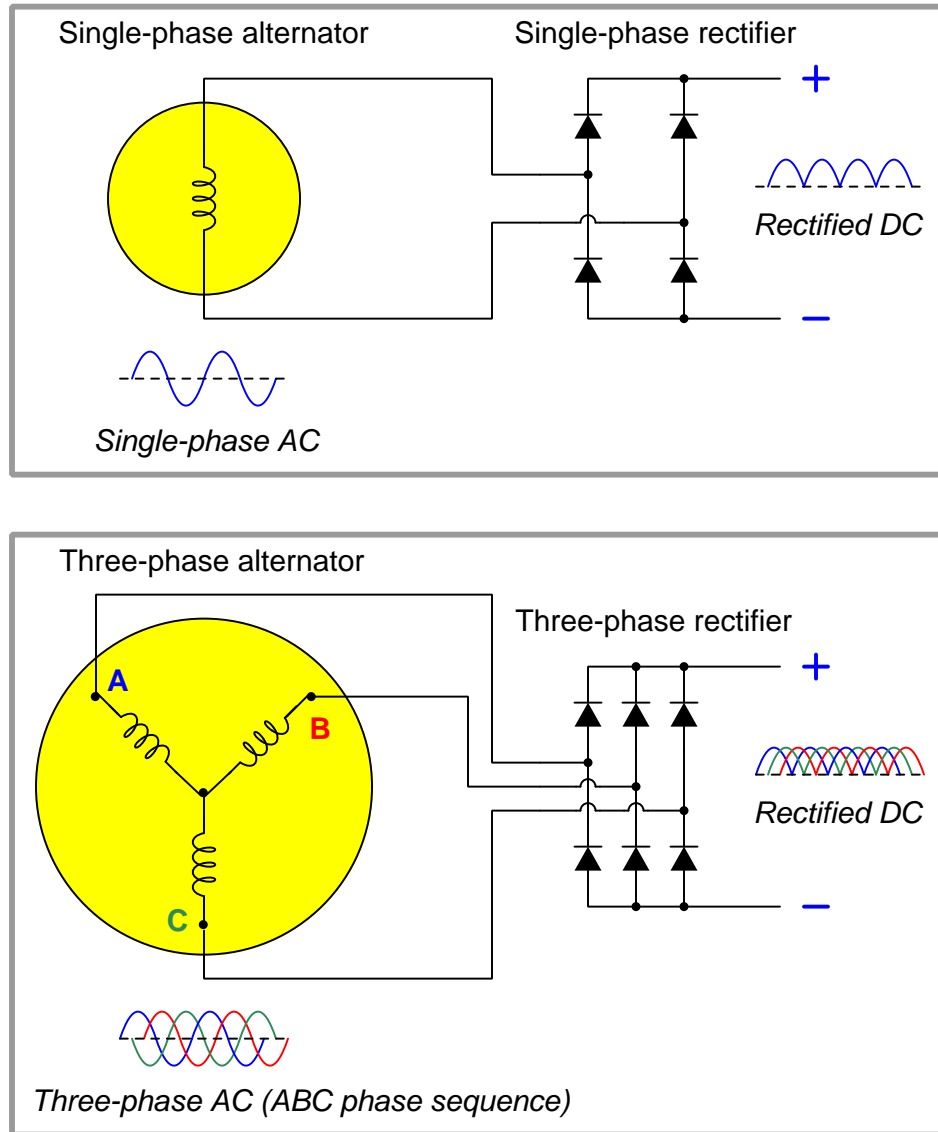 Single-phase alternator
Single-phase rectifier
+
Rectified DC
−
Single-phase AC
Three-phase alternator
Three-phase rectifier
A
B
+
Rectified DC
C
−
Three-phase AC (ABC phase sequence)